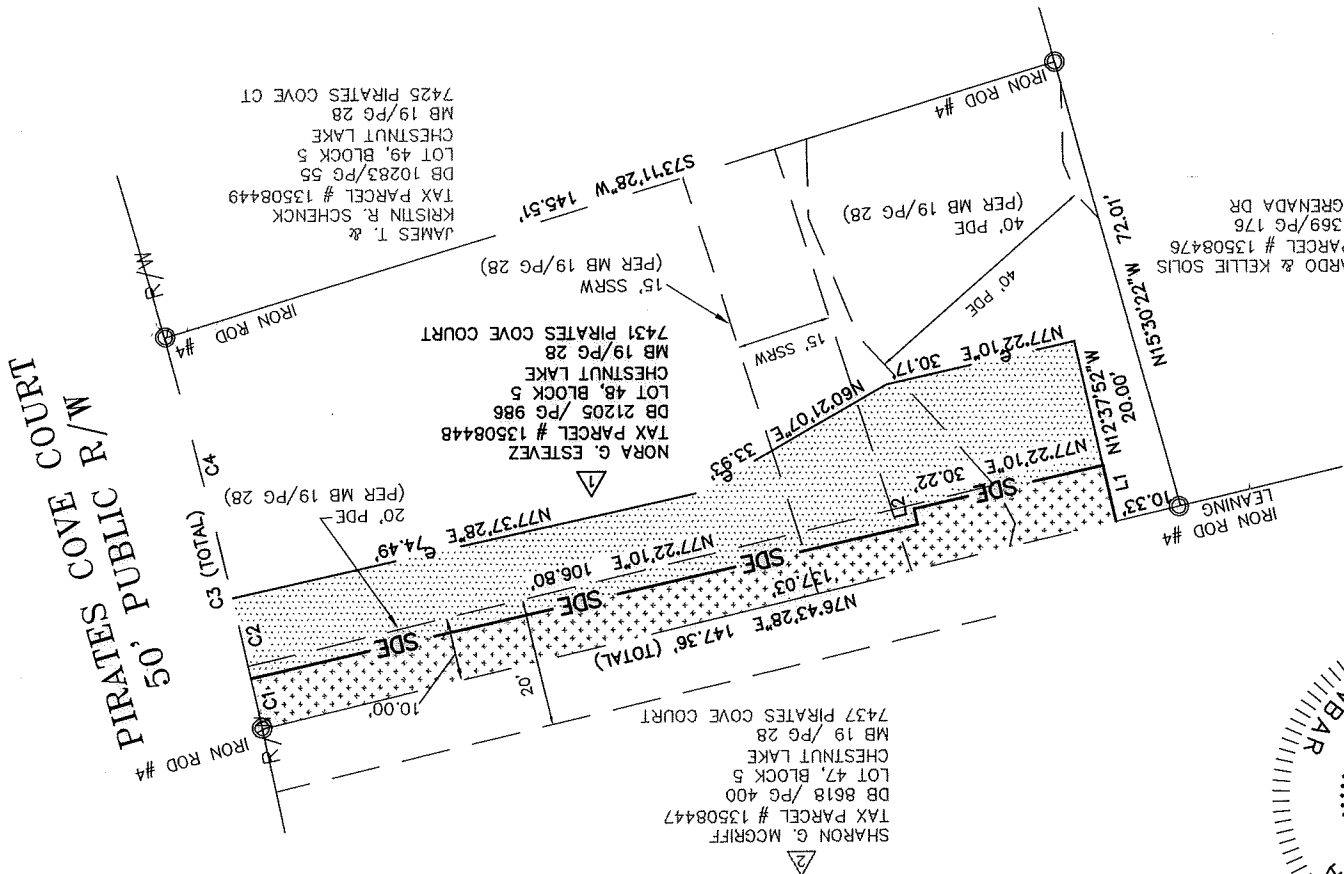 PIRATES COVE COURT
50' PUBLIC R/W
JAMES T. &
KRISTIN R. SCHENCK
TAX PARCEL # 13508449
DB 10283/PG 55
LOT 49, BLOCK 5
CHESTNUT LAKE
MB 19/PG 28
7425 PIRATES COVE CT
R/W
#4 IRON ROD
#4 IRON ROD
S73°11'28"W 145.51'
15' SSRW
(PER MB 19/PG 28)
40' PDE
(PER MB 19/PG 28)
40' PDE
15' SSRW
1
NORA G. ESTEVEZ
TAX PARCEL # 13508448
DB 21205 /PG 986
LOT 48, BLOCK 5
CHESTNUT LAKE
MB 19/PG 28
7431 PIRATES COVE COURT
20' PDE
(PER MB 19/PG 28)
C4
C3 (TOTAL)
C2
C1
R/W
#4 IRON ROD
N77°37'28"E
74.49'
N60°21'07"E
33.93'
N77°22'10"E
30.17'
N12°37'52"W
20.00'
L1
N77°22'10"E
30.22'
L2
N77°22'10"E 106.80'
SDE
SDE
SDE
SDE
137.03'
N76°43'28"E 147.36' (TOTAL)
10.00'
20'
10.33'
N15°30'22"W 72.01'
#4 IRON ROD
LEANING
ARDO & KELLIE SOLIS
PARCEL # 13508476
369/PG 176
GRENADA DR
2
SHARON G. MCGRIFF
TAX PARCEL # 13508447
DB 8618 /PG 400
LOT 47, BLOCK 5
CHESTNUT LAKE
MB 19 /PG 28
7437 PIRATES COVE COURT